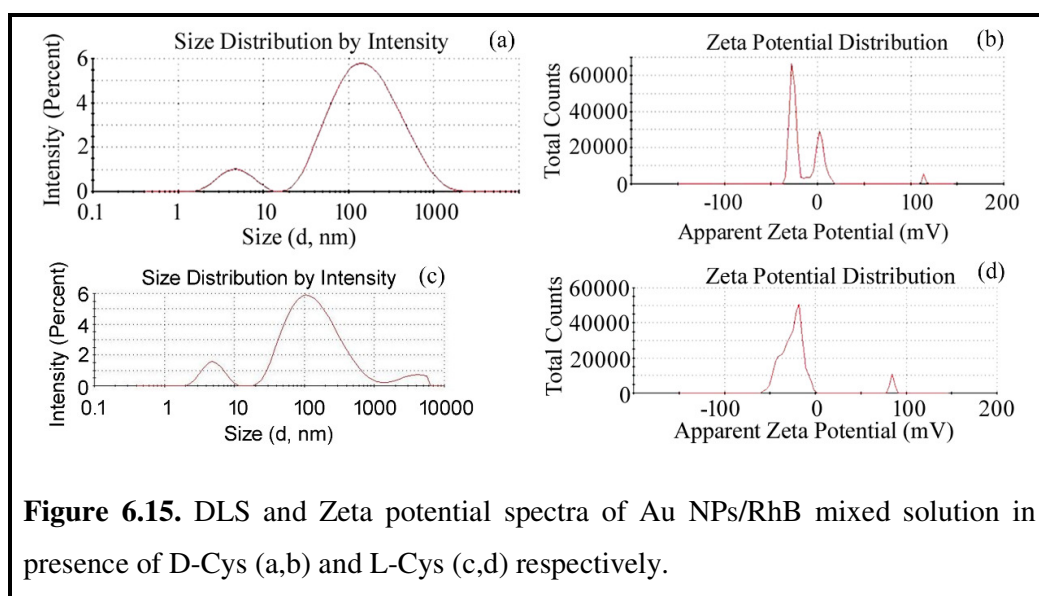 Size Distribution by Intensity (a)
Intensity (Percent)
6
4
2
0
0.1 1 10 100 1000
Size (d, nm)
Zeta Potential Distribution (b)
Total Counts
60000
40000
20000
0
-100 0 100 200
Apparent Zeta Potential (mV)
Size Distribution by Intensity (c)
Intensity (Percent)
6
4
2
0
0.1 1 10 100 1000 10000
Size (d, nm)
Zeta Potential Distribution (d)
Total Counts
60000
40000
20000
0
-100 0 100 200
Apparent Zeta Potential (mV)
Figure 6.15. DLS and Zeta potential spectra of Au NPs/RhB mixed solution in
presence of D-Cys (a,b) and L-Cys (c,d) respectively.